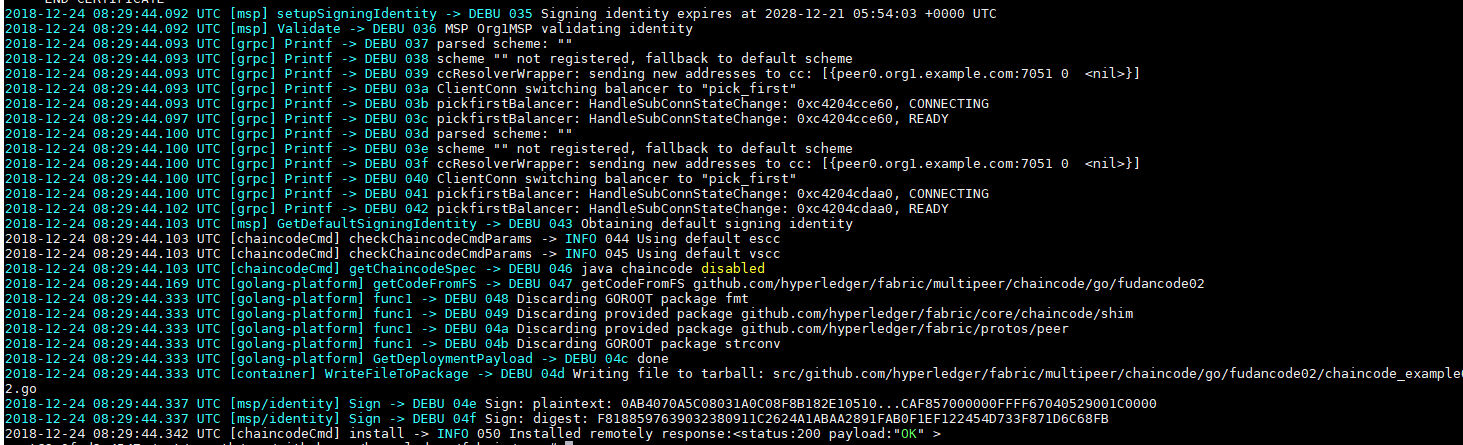 END CERTIFICATE
2018-12-24 08:29:44.092 UTC [msp] setupSigningIdentity -> DEBU 035 Signing identity expires at 2028-12-21 05:54:03 +0000 UTC
2018-12-24 08:29:44.092 UTC [msp] Validate -> DEBU 036 MSP Org1MSP validating identity
2018-12-24 08:29:44.093 UTC [grpc] Printf -> DEBU 037 parsed scheme: ""
2018-12-24 08:29:44.093 UTC [grpc] Printf -> DEBU 038 scheme "" not registered, fallback to default scheme
2018-12-24 08:29:44.093 UTC [grpc] Printf -> DEBU 039 ccResolverWrapper: sending new addresses to cc: [{peer0.org1.example.com:7051 0  <nil>}]
2018-12-24 08:29:44.093 UTC [grpc] Printf -> DEBU 03a ClientConn switching balancer to "pick_first"
2018-12-24 08:29:44.093 UTC [grpc] Printf -> DEBU 03b pickfirstBalancer: HandleSubConnStateChange: 0xc4204cce60, CONNECTING
2018-12-24 08:29:44.097 UTC [grpc] Printf -> DEBU 03c pickfirstBalancer: HandleSubConnStateChange: 0xc4204cce60, READY
2018-12-24 08:29:44.100 UTC [grpc] Printf -> DEBU 03d parsed scheme: ""
2018-12-24 08:29:44.100 UTC [grpc] Printf -> DEBU 03e scheme "" not registered, fallback to default scheme
2018-12-24 08:29:44.100 UTC [grpc] Printf -> DEBU 03f ccResolverWrapper: sending new addresses to cc: [{peer0.org1.example.com:7051 0  <nil>}]
2018-12-24 08:29:44.100 UTC [grpc] Printf -> DEBU 040 ClientConn switching balancer to "pick_first"
2018-12-24 08:29:44.100 UTC [grpc] Printf -> DEBU 041 pickfirstBalancer: HandleSubConnStateChange: 0xc4204cdaa0, CONNECTING
2018-12-24 08:29:44.102 UTC [grpc] Printf -> DEBU 042 pickfirstBalancer: HandleSubConnStateChange: 0xc4204cdaa0, READY
2018-12-24 08:29:44.103 UTC [msp] GetDefaultSigningIdentity -> DEBU 043 Obtaining default signing identity
2018-12-24 08:29:44.103 UTC [chaincodeCmd] checkChaincodeCmdParams -> INFO 044 Using default escc
2018-12-24 08:29:44.103 UTC [chaincodeCmd] checkChaincodeCmdParams -> INFO 045 Using default vscc
2018-12-24 08:29:44.103 UTC [chaincodeCmd] getChaincodeSpec -> DEBU 046 java chaincode disabled
2018-12-24 08:29:44.169 UTC [golang-platform] getCodeFromFS -> DEBU 047 getCodeFromFS github.com/hyperledger/fabric/multipeer/chaincode/go/fudancode02
2018-12-24 08:29:44.333 UTC [golang-platform] func1 -> DEBU 048 Discarding GOROOT package fmt
2018-12-24 08:29:44.333 UTC [golang-platform] func1 -> DEBU 049 Discarding provided package github.com/hyperledger/fabric/core/chaincode/shim
2018-12-24 08:29:44.333 UTC [golang-platform] func1 -> DEBU 04a Discarding provided package github.com/hyperledger/fabric/protos/peer
2018-12-24 08:29:44.333 UTC [golang-platform] func1 -> DEBU 04b Discarding GOROOT package strconv
2018-12-24 08:29:44.333 UTC [golang-platform] GetDeploymentPayload -> DEBU 04c done
2018-12-24 08:29:44.333 UTC [container] WriteFileToPackage -> DEBU 04d Writing file to tarball: src/github.com/hyperledger/fabric/multipeer/chaincode/go/fudancode02/chaincode_example0
2.go
2018-12-24 08:29:44.337 UTC [msp/identity] Sign -> DEBU 04e Sign: plaintext: 0AB4070A5C08031A0C08F8B182E10510...CAF857000000FFFF67040529001C0000
2018-12-24 08:29:44.337 UTC [msp/identity] Sign -> DEBU 04f Sign: digest: F8188597639032380911C2624A1ABAA2891FAB0F1EF122454D733F871D6C68FB
2018-12-24 08:29:44.342 UTC [chaincodeCmd] install -> INFO 050 Installed remotely response:<status:200 payload:"OK" >